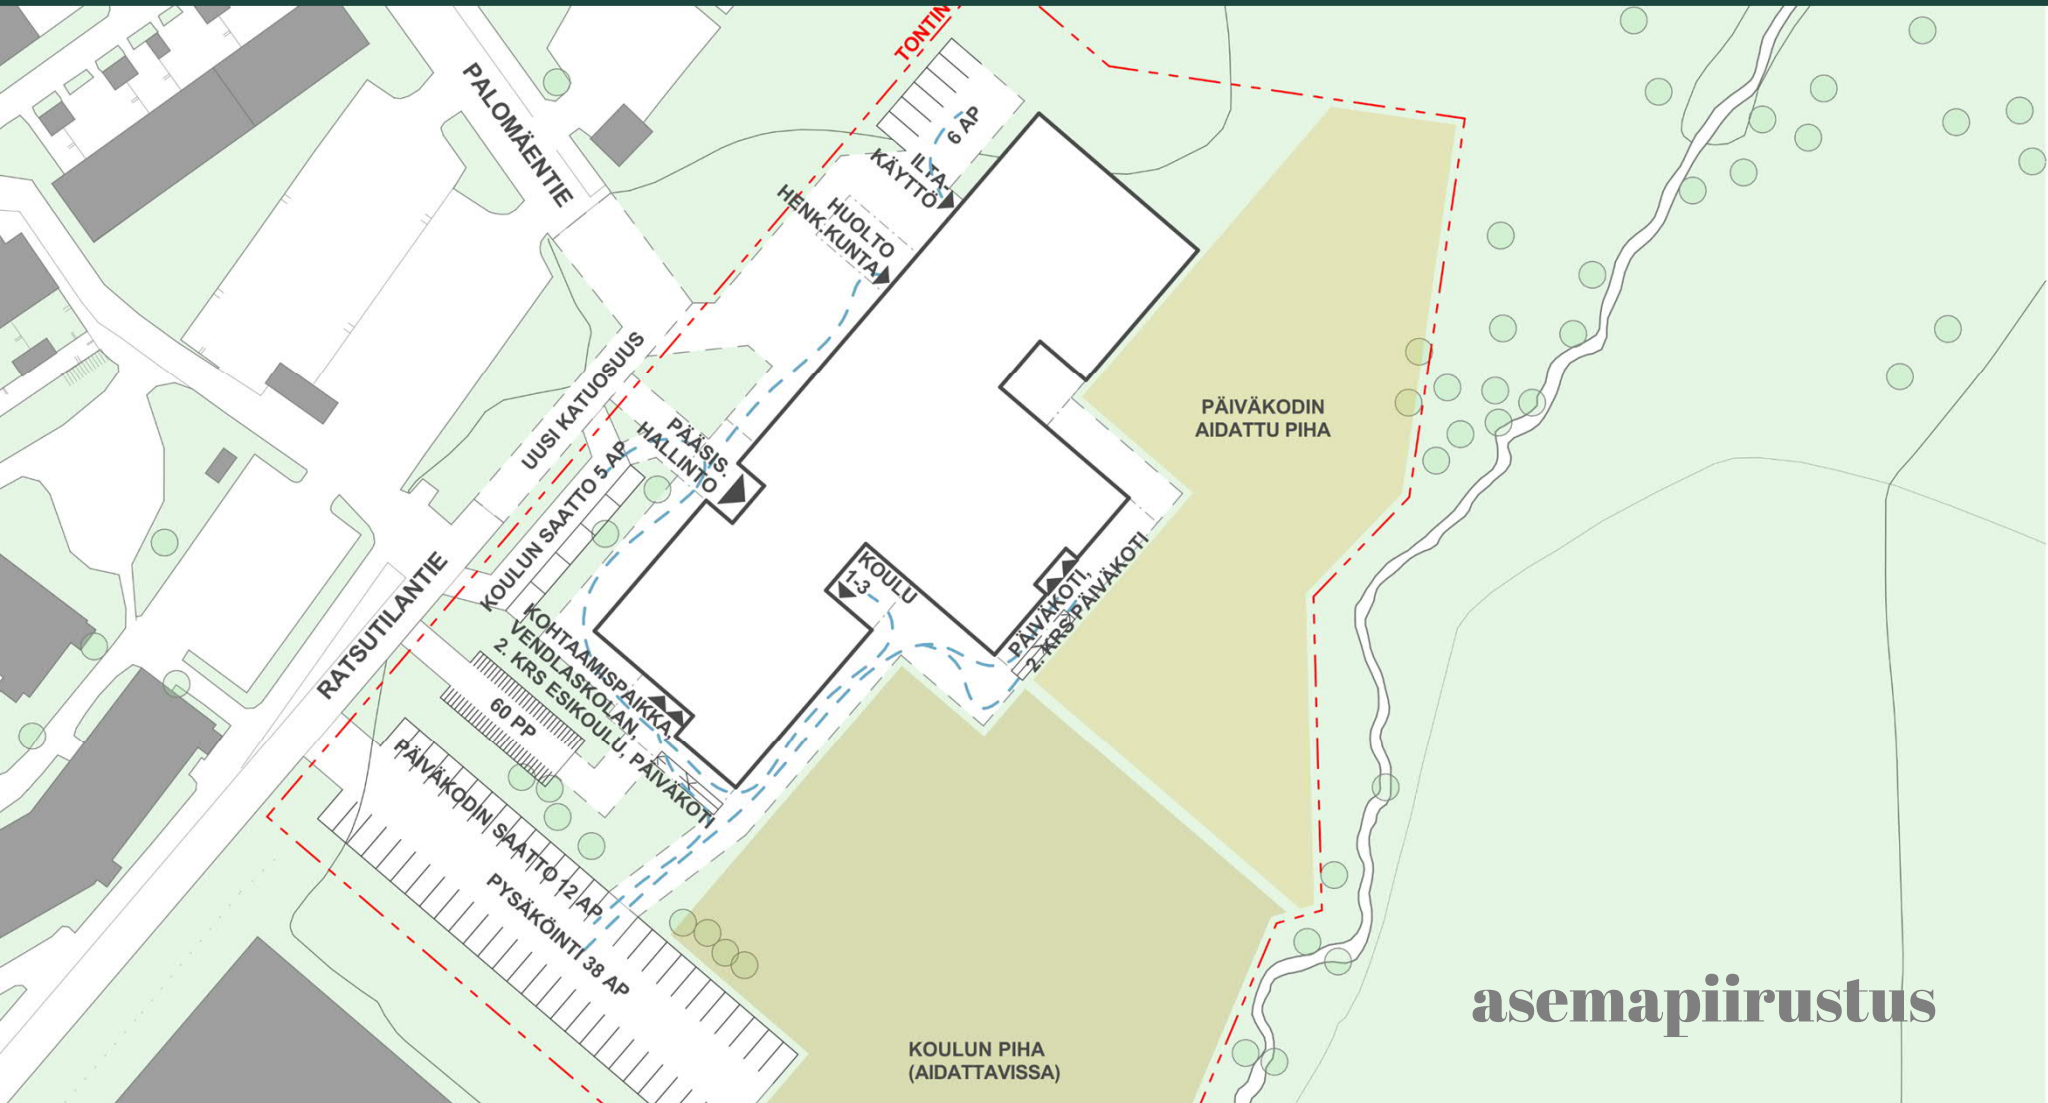 TONTIN
PALOMÄENTIE
6 AP
ILTA-
KÄYTTÖ
HUOLTO
HENK.KUNTA
UUSI KATUOSUUS
PÄÄSIS.
HALLINTO
KOULUN SAATTO 5 AP
PÄIVÄKODIN
AIDATTU PIHA
RATSUTILANTIE
KOULU
1-3
PÄIVÄKOTI,
2. KRS PÄIVÄKOTI
KOHTAAMISPAIKKA,
VENDLASKOLAN,
2. KRS ESIKOULU, PÄIVÄKOTI
60 PP
PÄIVÄKODIN SAATTO 12 AP
PYSÄKÖINTI 38 AP
asemapiirustus
KOULUN PIHA
(AIDATTAVISSA)